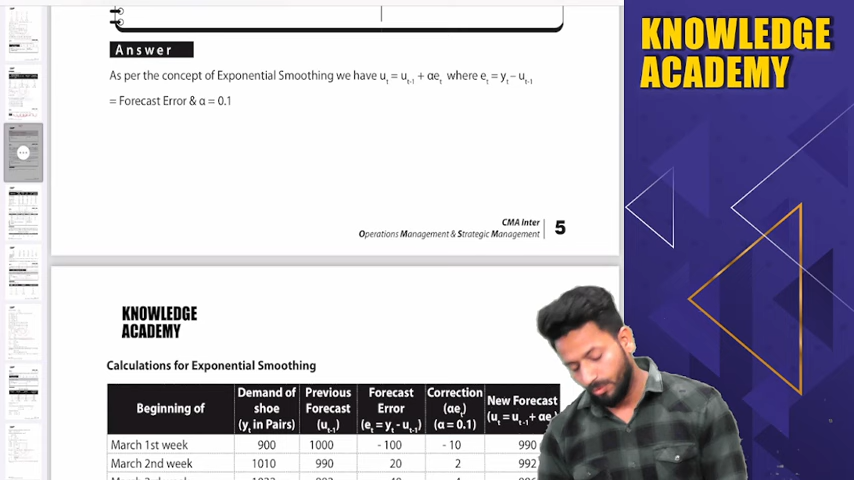 KNOWLEDGE
ACADEMY
Answer
As per the concept of Exponential Smoothing we have uₜ = uₜ₋₁ + αeₜ where eₜ = yₜ – uₜ₋₁
= Forecast Error & α = 0.1
CMA Inter
Operations Management & Strategic Management
5
KNOWLEDGE
ACADEMY
Calculations for Exponential Smoothing
Beginning of | Demand of shoe (yₜ in Pairs) | Previous Forecast (uₜ₋₁) | Forecast Error (eₜ = yₜ – uₜ₋₁) | Correction (αeₜ) (α = 0.1) | New Forecast (uₜ = uₜ₋₁ + αeₜ
March 1st week 900 1000 - 100 - 10 990
March 2nd week 1010 990 20 2 992